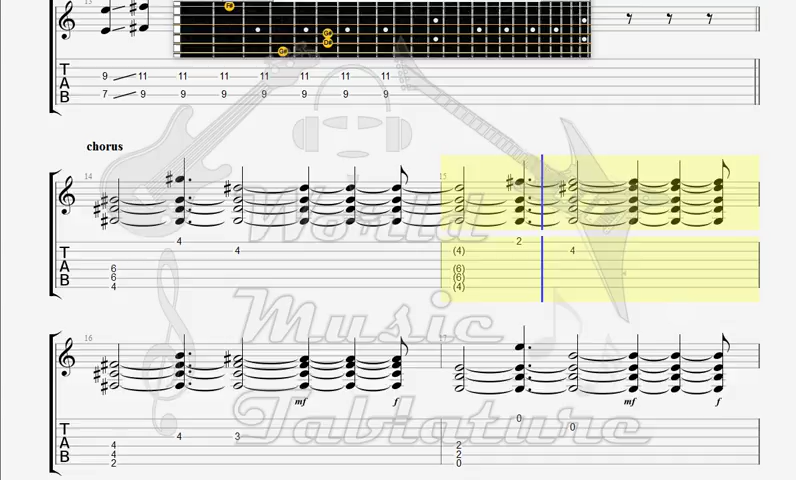 13
F#
G#
D#
G#
T
A
B
9 11 11 11 11 11 11 11
7 9 9 9 9 9 9 9
chorus
14 15
T
A
B
4 2
4 (4) 4
6 (6)
6 (6)
4 (4)
World
Music
Tablature
16
mf f mf f
T
A
B
0
4 3 0
4 2
4 2
2 0